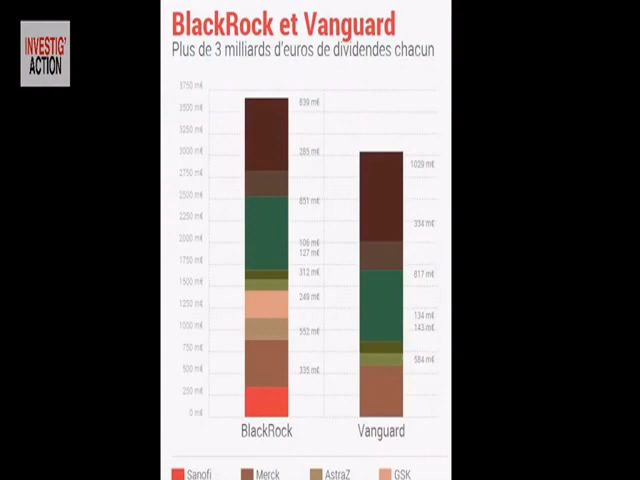 INVESTIG'
ACTION
BlackRock et Vanguard
Plus de 3 milliards d'euros de dividendes chacun
3750 m€
3500 m€
3250 m€
3000 m€
2750 m€
2500 m€
2250 m€
2000 m€
1750 m€
1500 m€
1250 m€
1000 m€
750 m€
500 m€
250 m€
0 m€
839 m€
285 m€
851 m€
106 m€
127 m€
312 m€
249 m€
552 m€
335 m€
1029 m€
334 m€
817 m€
134 m€
143 m€
584 m€
BlackRock
Vanguard
Sanofi
Merck
AstraZ
GSK